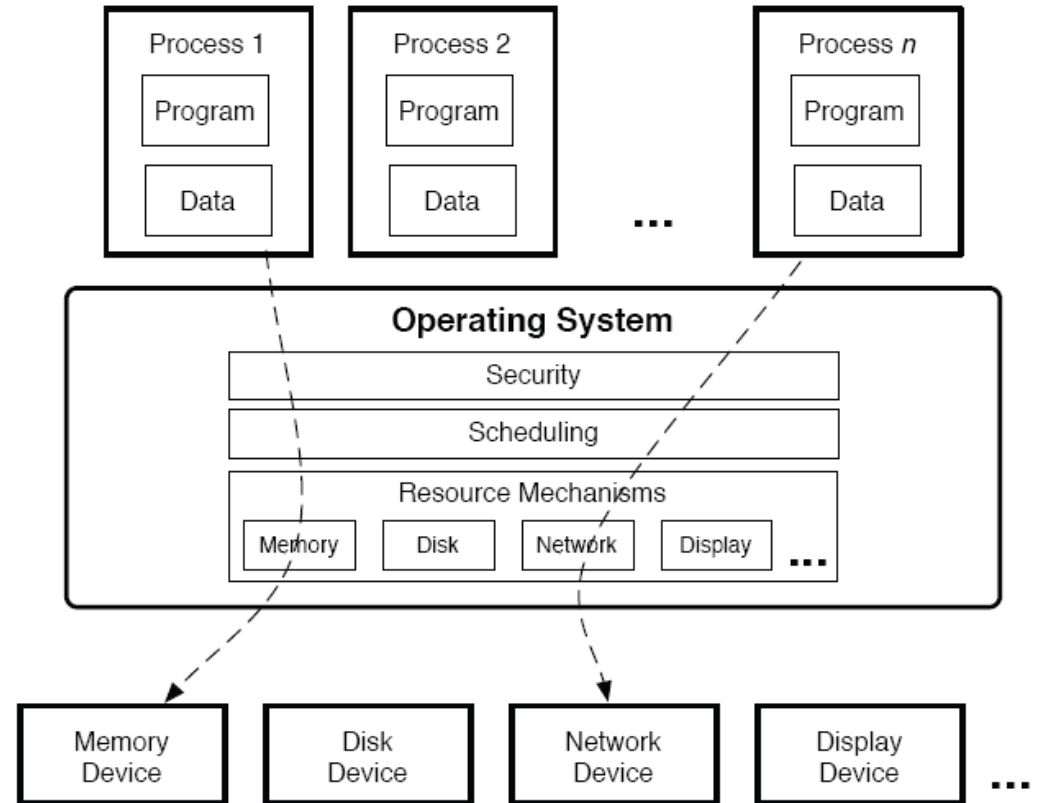 Process 1
Process 2
Process n
Program
Program
Program
Data
Data
...
Data
Operating System
Security
Scheduling
Resource Mechanisms
Memory
Disk
Network
Display
...
Memory
Device
Disk
Device
Network
Device
Display
Device
...